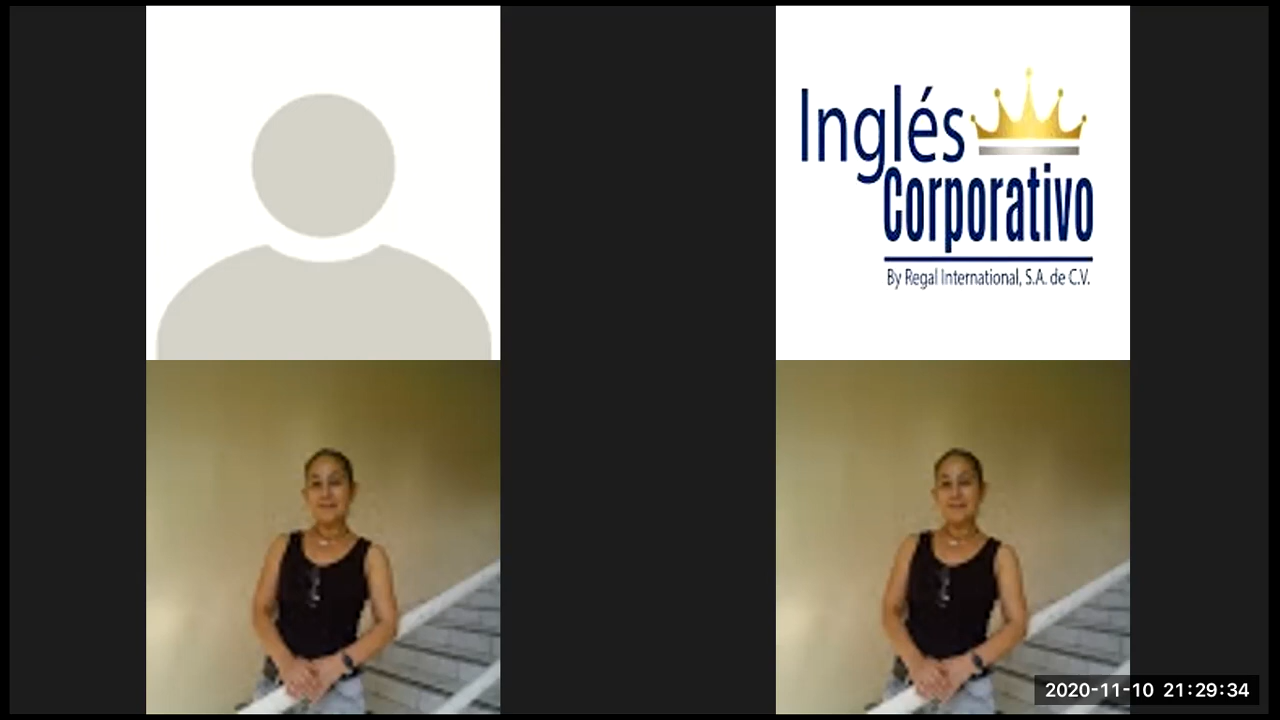 Inglés
Corporativo
By Regal International, S.A. de C.V.
2020-11-10 21:29:34